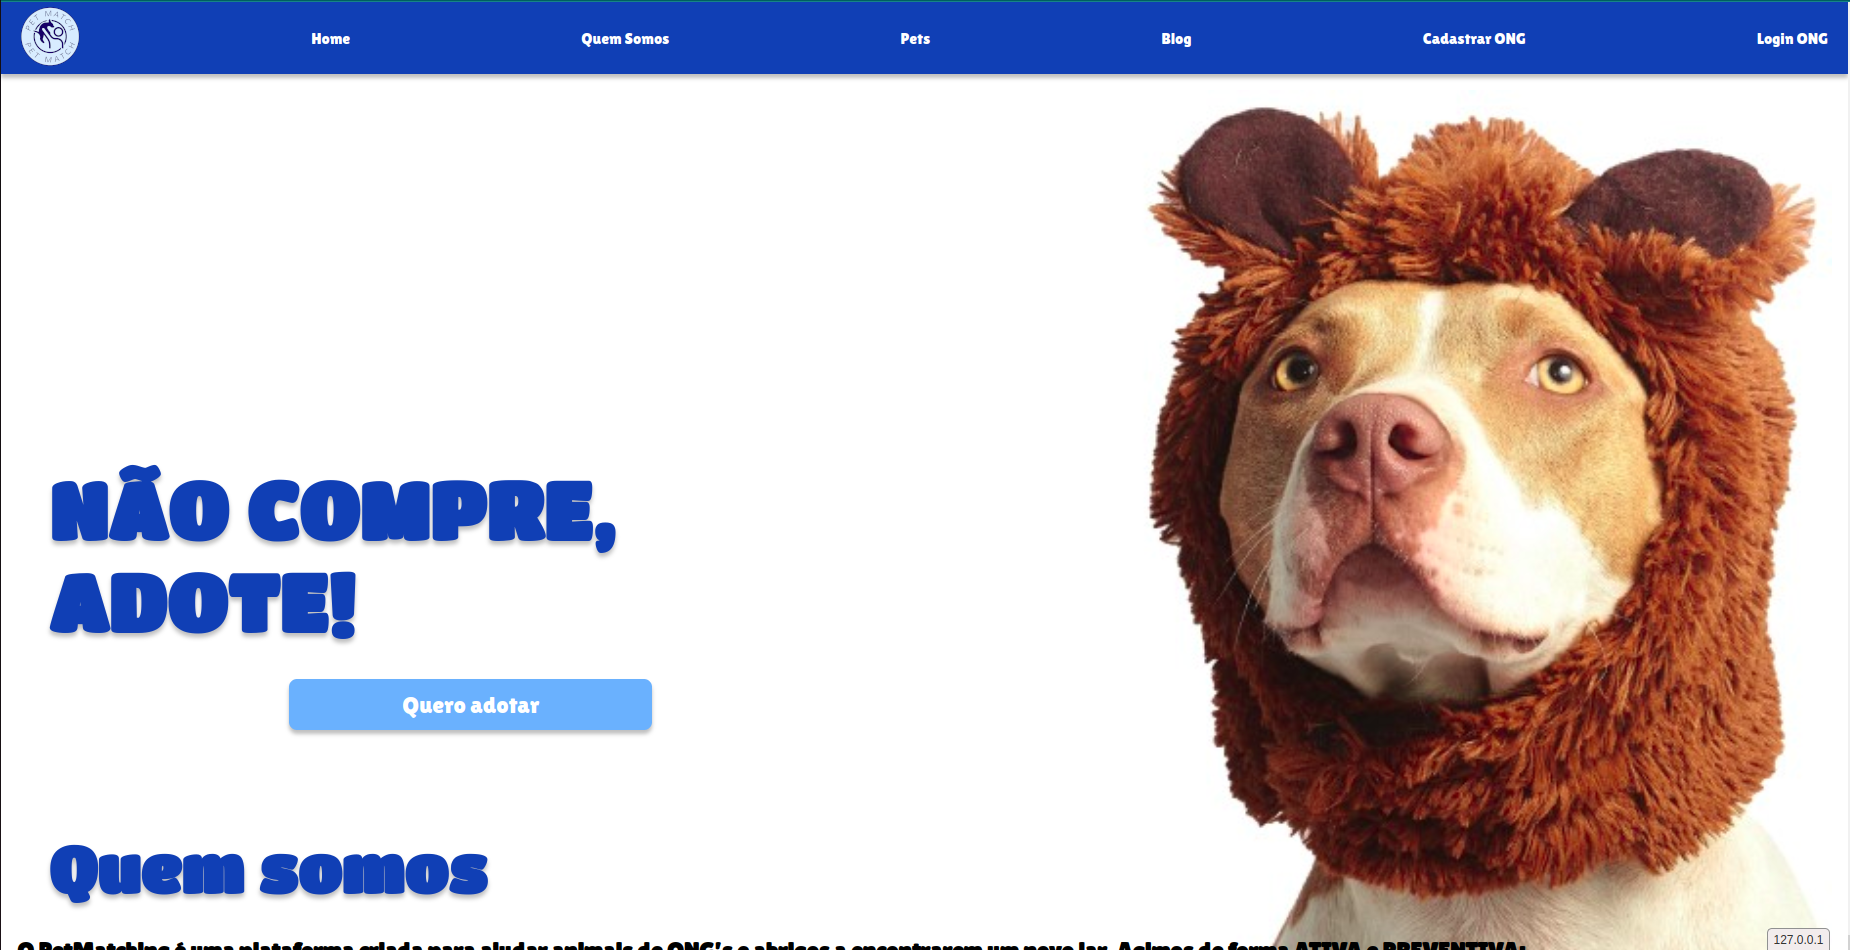 PET MATCH
PET MATCH
Home
Quem Somos
Pets
Blog
Cadastrar ONG
Login ONG
NÃO COMPRE,
ADOTE!
Quero adotar
Quem somos
O PetMatching é uma plataforma criada para ajudar animais de ONG's e abrigos a encontrarem um novo lar. Agimos de forma ATIVA e PREVENTIVA;
127.0.0.1